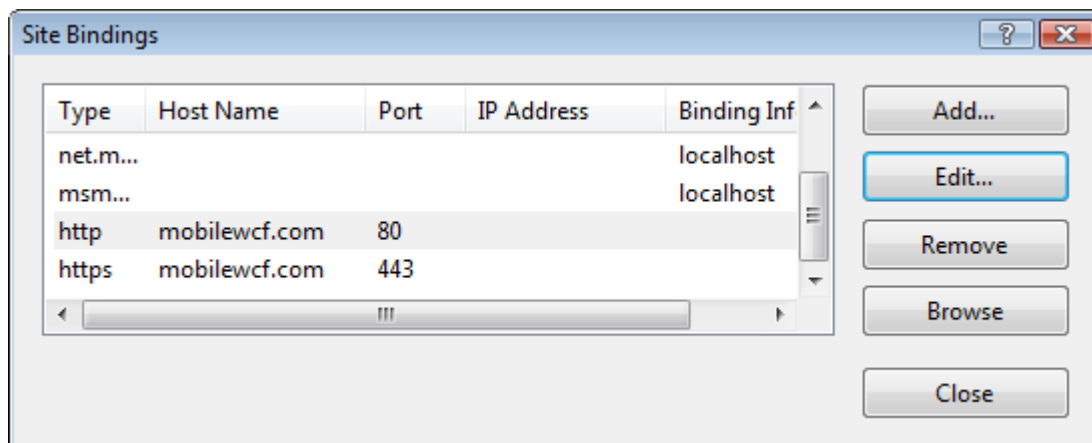 Site Bindings
Type Host Name Port IP Address Binding Inf
net.m... localhost
msm... localhost
http mobilewcf.com 80
https mobilewcf.com 443
Add...
Edit...
Remove
Browse
Close